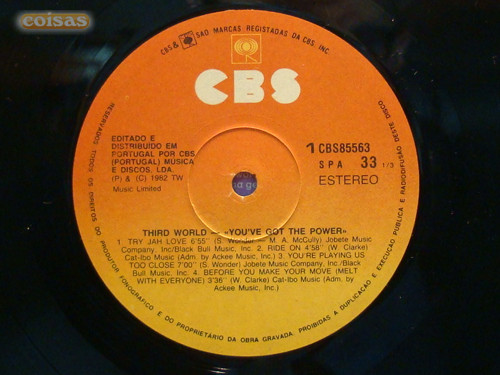 coisas
CBS & SAO MARCAS REGISTADAS DA CBS, INC.
CBS
EDITADO E
DISTRIBUIDO EM
PORTUGAL POR CBS
(PORTUGAL) MÚSICA
E DISCOS, LDA.
(P) & (C) 1982 TW
Music Limited
1 CBS85563
SPA 33 1/3
ESTEREO
THIRD WORLD — «YOU'VE GOT THE POWER»
1. TRY JAH LOVE 6'55" (S. Wonder — M. A. McCully) Jobete Music
Company, Inc/Black Bull Music Inc. 2. RIDE ON 4'58" (W. Clarke)
Cat-Ibo Music (Adm. by Ackee Music Inc.) 3. YOU'RE PLAYING US
TOO CLOSE 7'00" (S. Wonder) Jobete Music Company, Inc./Black
Bull Music Inc. 4. BEFORE YOU MAKE YOUR MOVE (MELT
WITH EVERYONE) 3'36" (W. Clarke) Cat-Ibo Music (Adm. by
Ackee Music, Inc.)
RESERVADOS TODOS OS DIREITOS DO PRODUTOR FONOGRAFICO E DO PROPRIETÁRIO DA OBRA GRAVADA. PROIBIDAS A DUPLICAÇÃO E EXECUÇÃO PUBLICA E RADIODIFUSÃO DESTE DISCO